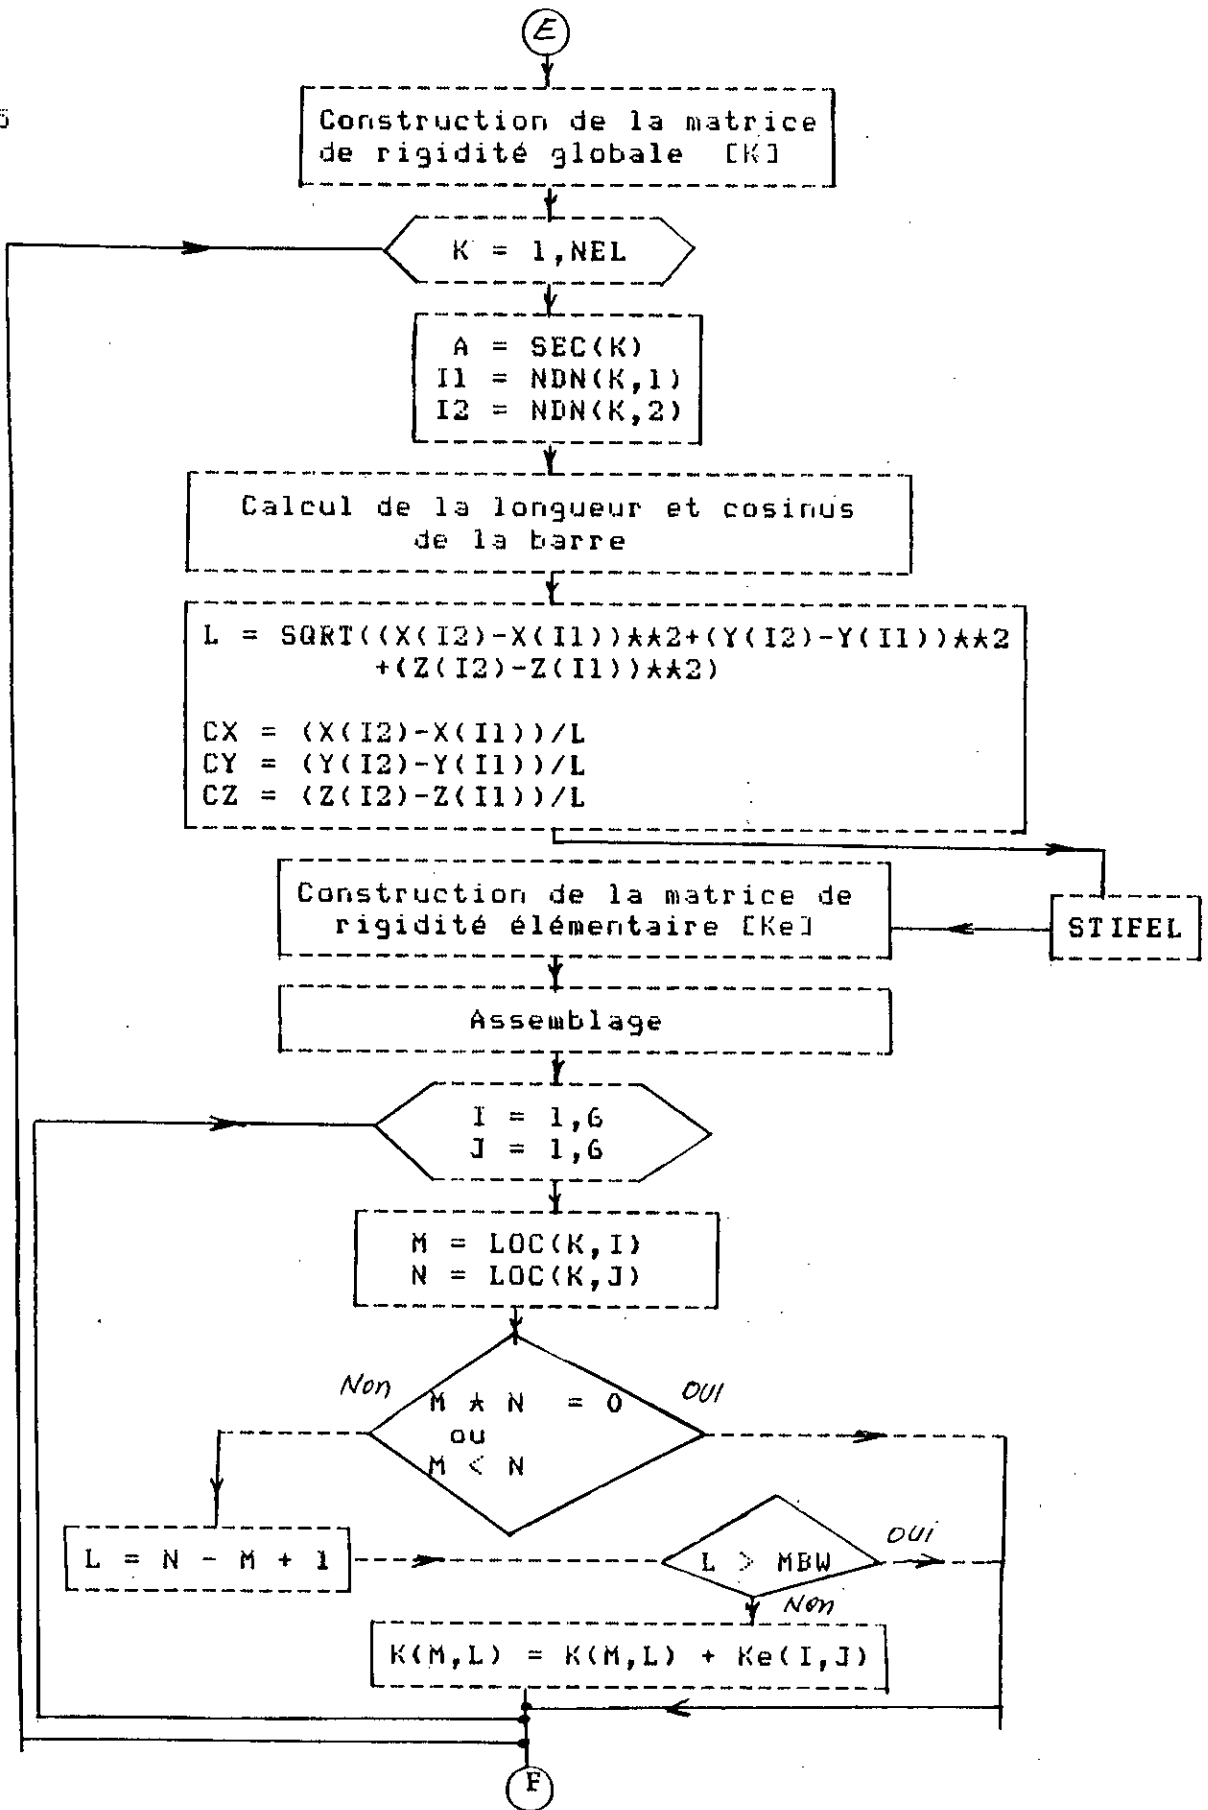 E
5
Construction de la matrice
de rigidité globale [K]
K = 1,NEL
A = SEC(K)
I1 = NDN(K,1)
I2 = NDN(K,2)
Calcul de la longueur et cosinus
de la barre
L = SQRT((X(I2)-X(I1))**2+(Y(I2)-Y(I1))**2
+(Z(I2)-Z(I1))**2)
CX = (X(I2)-X(I1))/L
CY = (Y(I2)-Y(I1))/L
CZ = (Z(I2)-Z(I1))/L
Construction de la matrice de
rigidité élémentaire [Ke]
STIFEL
Assemblage
I = 1,6
J = 1,6
M = LOC(K,I)
N = LOC(K,J)
Non
M * N = 0
OUI
ou
M < N
L = N - M + 1
L > MBW
OUI
Non
K(M,L) = K(M,L) + Ke(I,J)
F